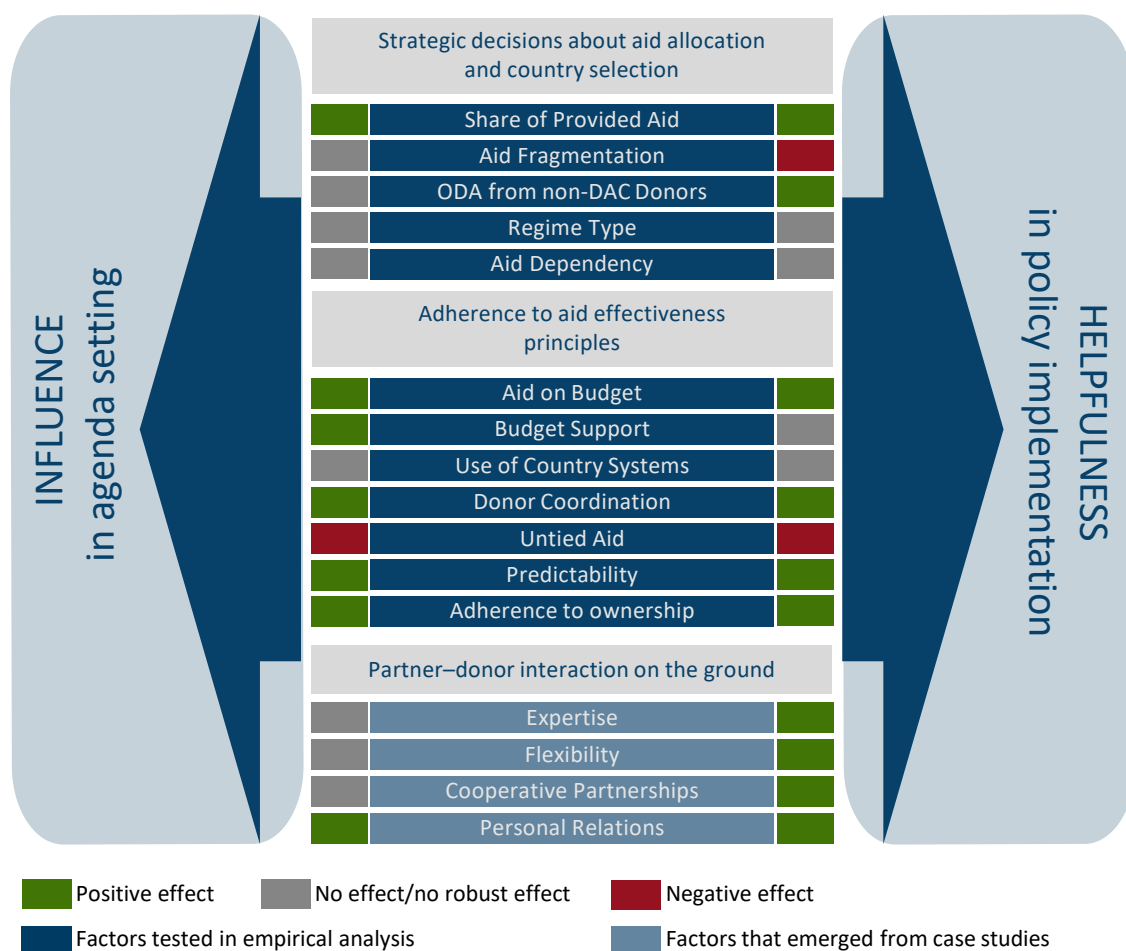 INFLUENCE
in agenda setting
Strategic decisions about aid allocation
and country selection
Share of Provided Aid
Aid Fragmentation
ODA from non-DAC Donors
Regime Type
Aid Dependency
Adherence to aid effectiveness
principles
Aid on Budget
Budget Support
Use of Country Systems
Donor Coordination
Untied Aid
Predictability
Adherence to ownership
Partner–donor interaction on the ground
Expertise
Flexibility
Cooperative Partnerships
Personal Relations
HELPFULNESS
in policy implementation
Positive effect
No effect/no robust effect
Negative effect
Factors tested in empirical analysis
Factors that emerged from case studies